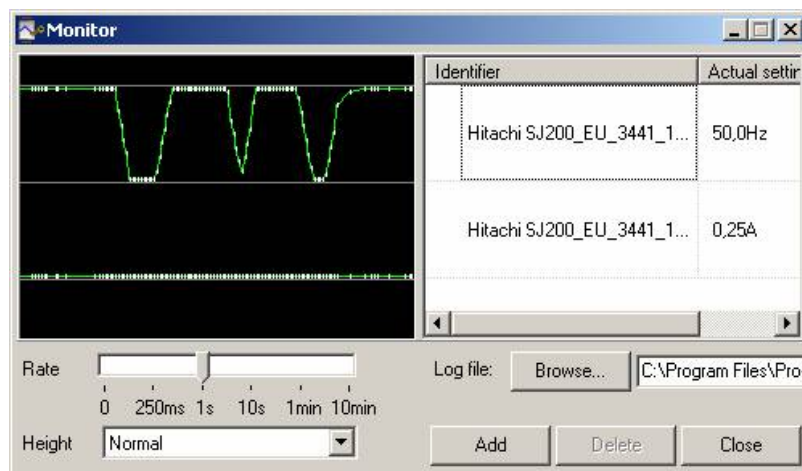 Monitor
Identifier Actual settin
Hitachi SJ200_EU_3441_1... 50,0Hz
Hitachi SJ200_EU_3441_1... 0,25A
Rate
0 250ms 1s 10s 1min 10min
Log file: Browse... C:\Program Files\Pro
Height Normal Add Delete Close